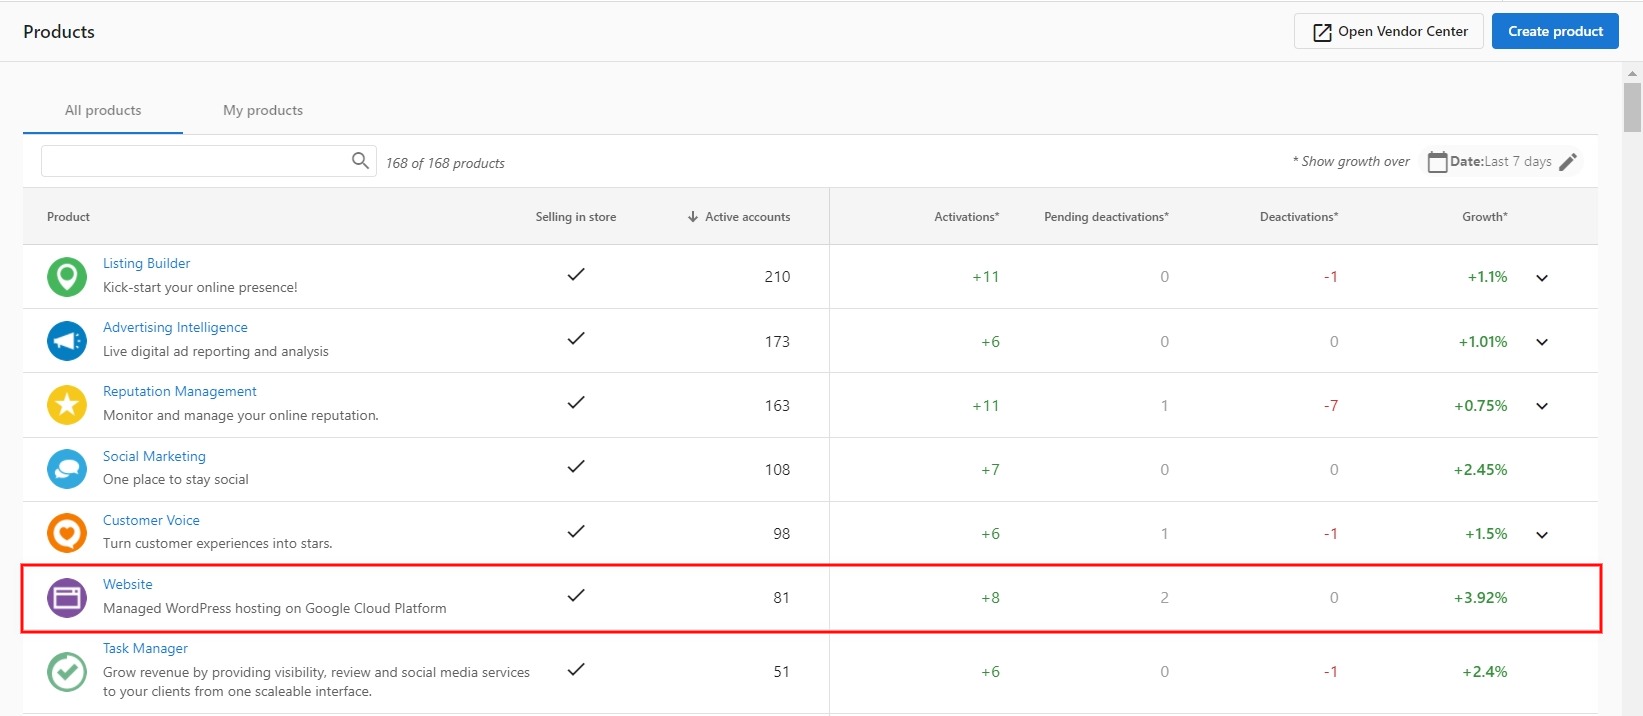 Products
Open Vendor Center
Create product
All products
My products
168 of 168 products
* Show growth over
Date:Last 7 days
Product Selling in store Active accounts Activations* Pending deactivations* Deactivations* Growth*
Listing Builder
Kick-start your online presence!
210 +11 0 -1 +1.1%
Advertising Intelligence
Live digital ad reporting and analysis
173 +6 0 0 +1.01%
Reputation Management
Monitor and manage your online reputation.
163 +11 1 -7 +0.75%
Social Marketing
One place to stay social
108 +7 0 0 +2.45%
Customer Voice
Turn customer experiences into stars.
98 +6 1 -1 +1.5%
Website
Managed WordPress hosting on Google Cloud Platform
81 +8 2 0 +3.92%
Task Manager
Grow revenue by providing visibility, review and social media services
to your clients from one scaleable interface.
51 +6 0 -1 +2.4%